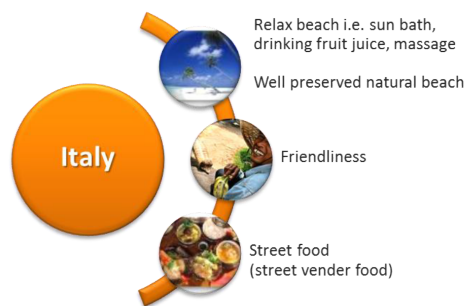 Relax beach i.e. sun bath,
drinking fruit juice, massage
Well preserved natural beach
Italy
Friendliness
Street food
(street vender food)